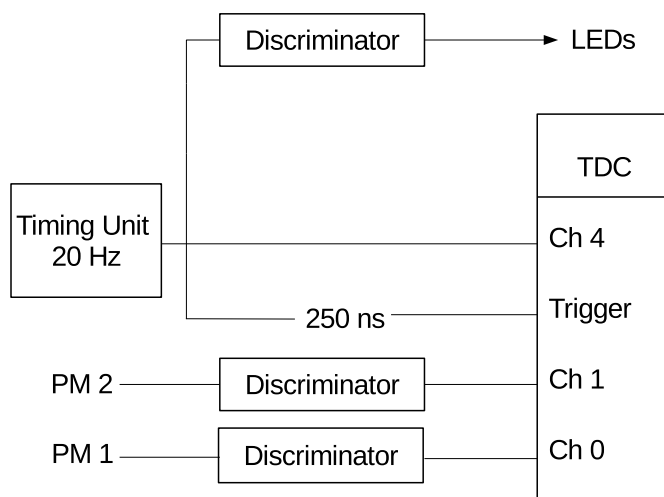 Discriminator
LEDs
TDC
Timing Unit
20 Hz
Ch 4
250 ns
Trigger
PM 2
Discriminator
Ch 1
PM 1
Discriminator
Ch 0